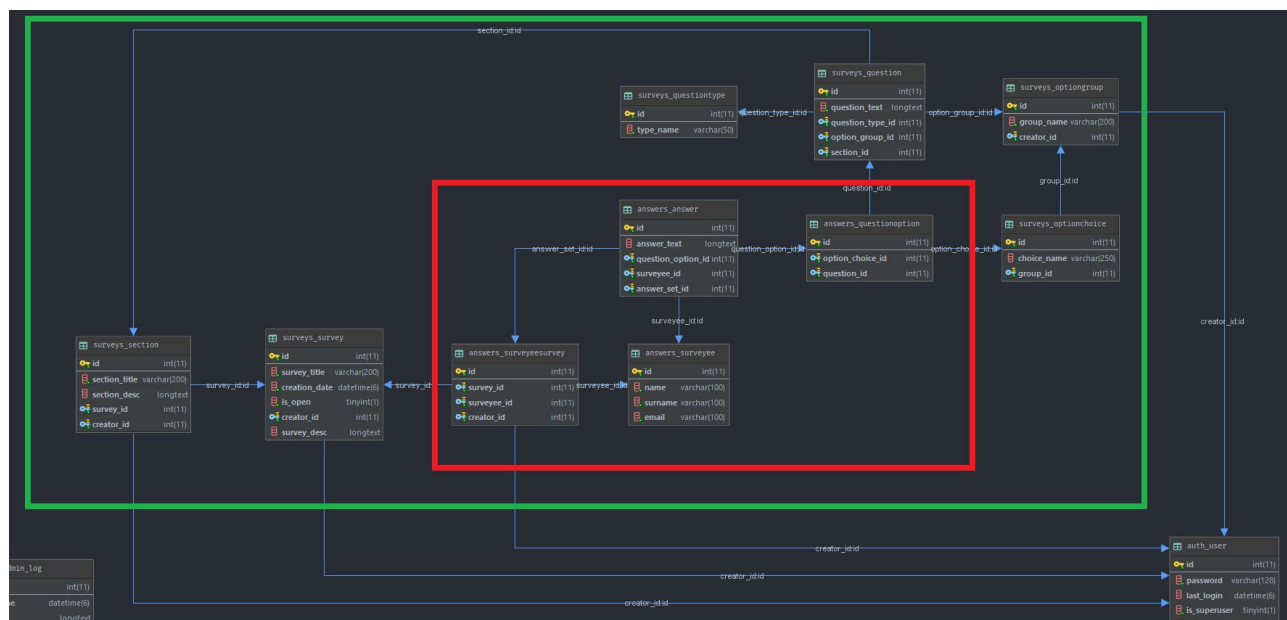 section_id:id
surveys_question
id int(11)
question_text longtext
question_type_id int(11)
option_group_id int(11)
section_id int(11)
surveys_questiontype
id int(11)
type_name varchar(50)
question_type_id:id
option_group_id:id
surveys_optiongroup
id int(11)
group_name varchar(200)
creator_id int(11)
question_id:id
group_id:id
answers_answer
id int(11)
answer_text longtext
question_option_id int(11)
surveyee_id int(11)
answer_set_id int(11)
answer_set_id:id
question_option_id:id
answers_questionoption
id int(11)
option_choice_id int(11)
question_id int(11)
option_choice_id:id
surveys_optionchoice
id int(11)
choice_name varchar(250)
group_id int(11)
surveyee_id:id
creator_id:id
surveys_section
id int(11)
section_title varchar(200)
section_desc longtext
survey_id int(11)
creator_id int(11)
survey_id:id
surveys_survey
id int(11)
survey_title varchar(200)
creation_date datetime(6)
is_open tinyint(1)
creator_id int(11)
survey_desc longtext
survey_id:id
answers_surveyeesurvey
id int(11)
survey_id int(11)
surveyee_id int(11)
creator_id int(11)
surveyee_id:id
answers_surveyee
id int(11)
name varchar(100)
surname varchar(100)
email varchar(100)
creator_id:id
creator_id:id
creator_id:id
auth_user
id int(11)
password varchar(128)
last_login datetime(6)
is_superuser tinyint(1)
min_log
int(11)
datetime(6)
longtext